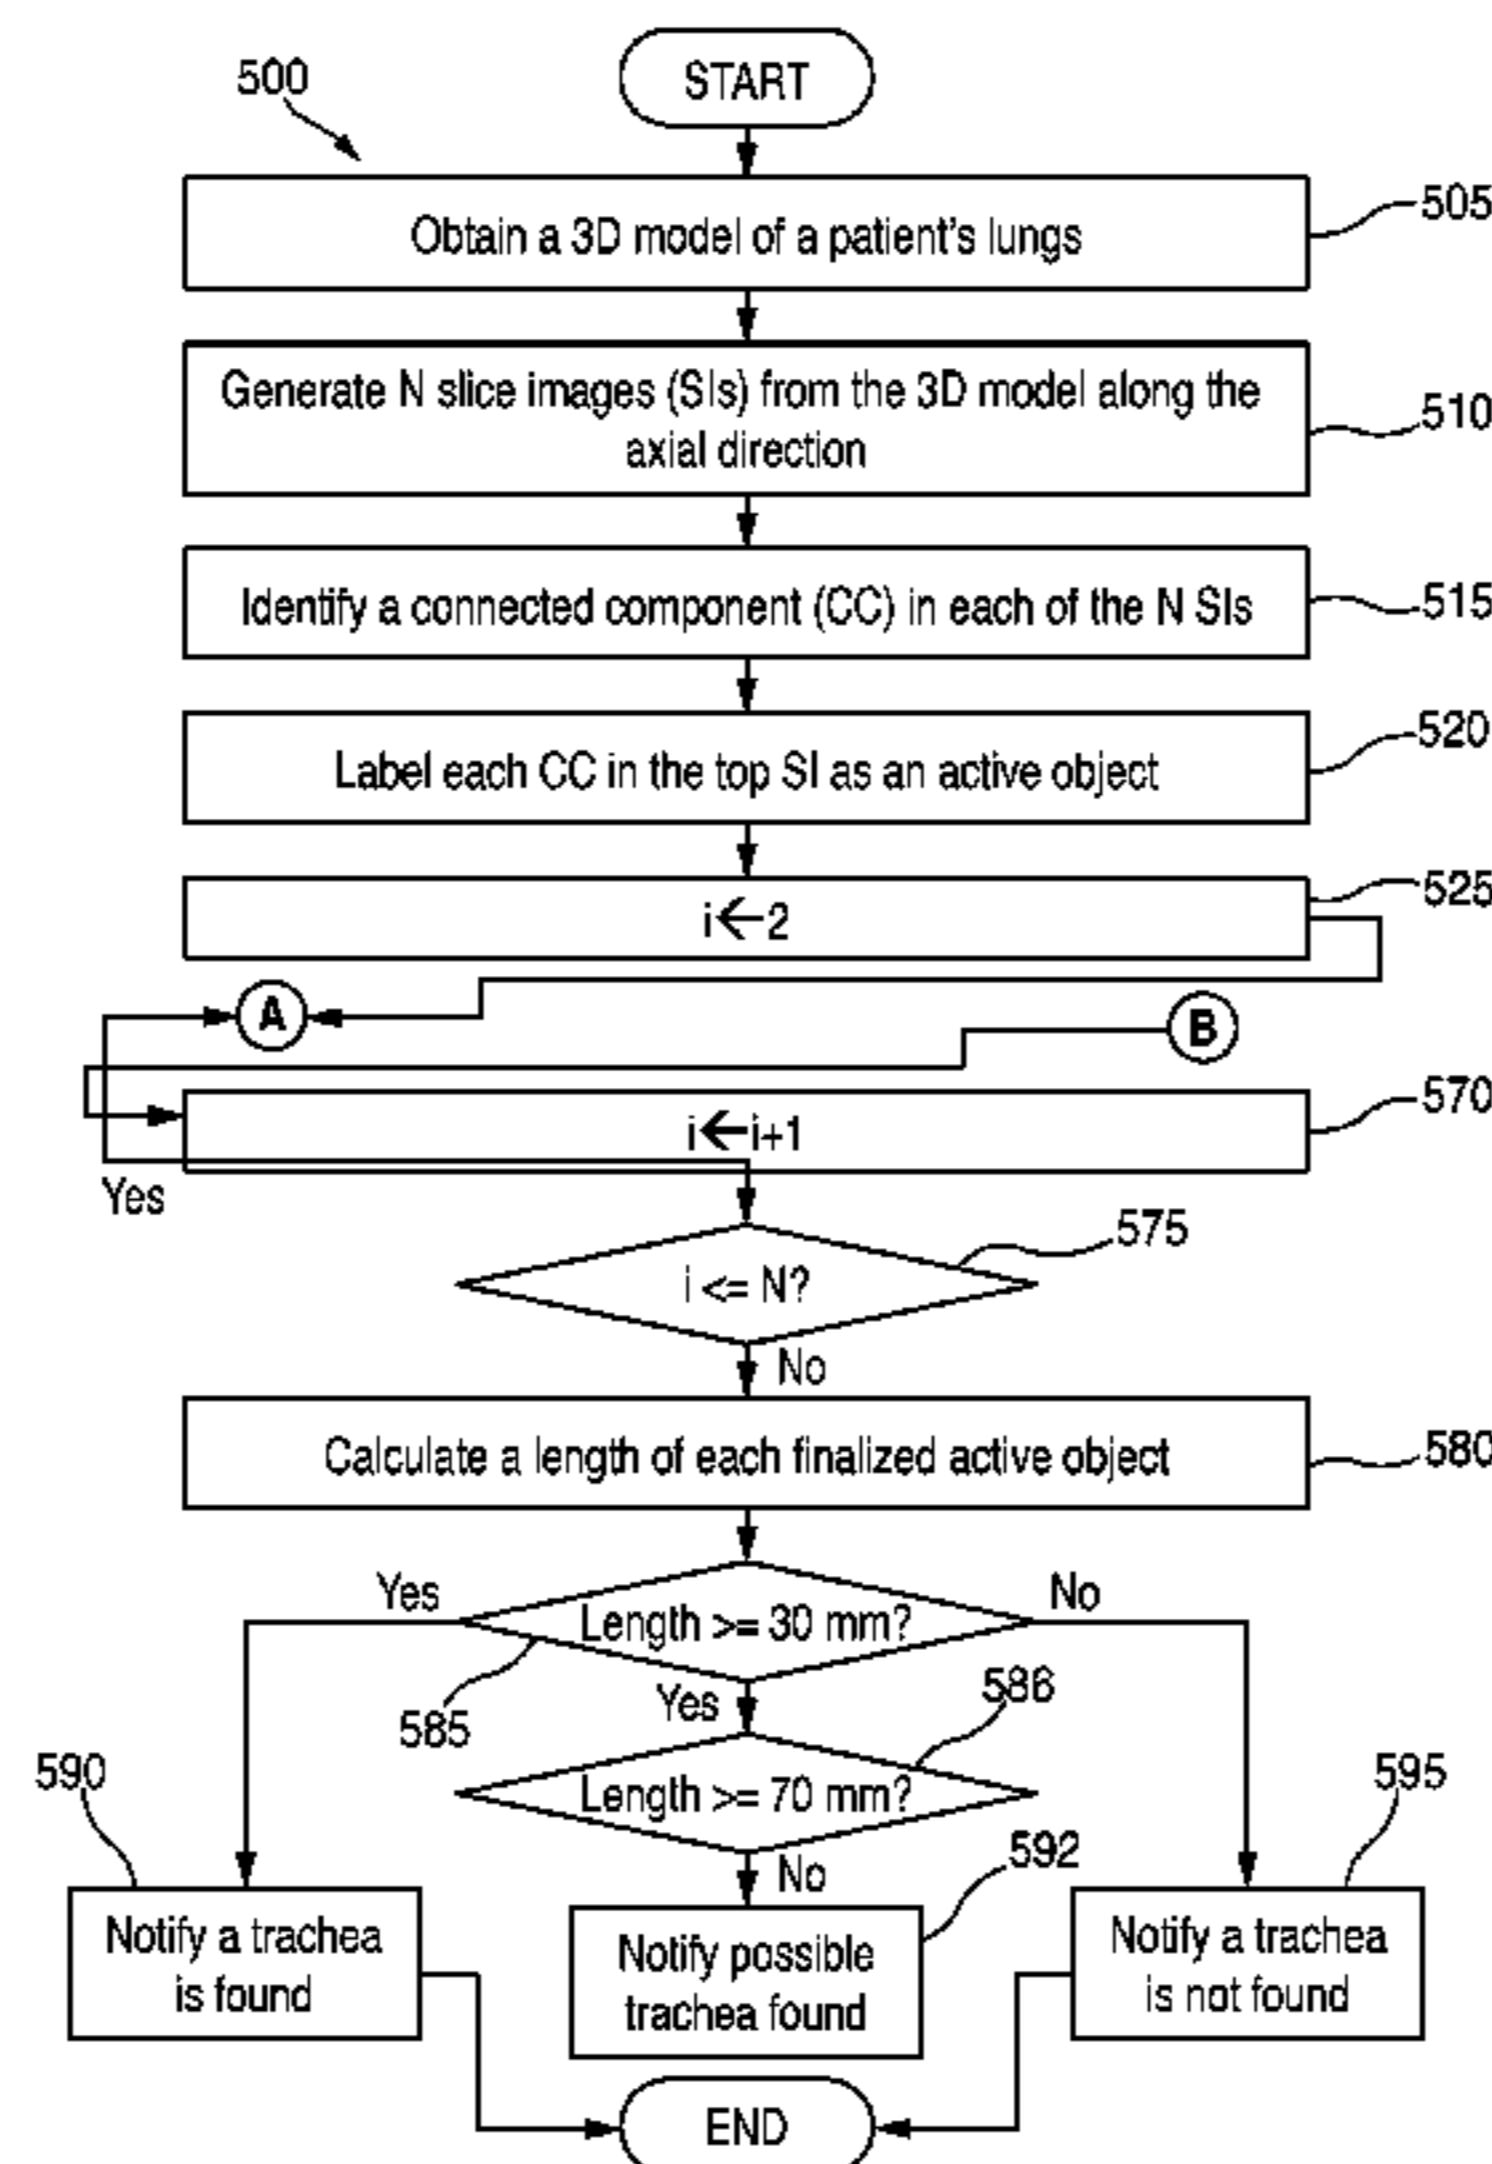 500
START
Obtain a 3D model of a patient's lungs
505
Generate N slice images (SIs) from the 3D model along the
axial direction
510
Identify a connected component (CC) in each of the N SIs
515
Label each CC in the top SI as an active object
520
i←2
525
A
B
i←i+1
570
Yes
575
i <= N?
No
Calculate a length of each finalized active object
580
Yes
Length >= 30 mm?
No
585
Yes
586
Length >= 70 mm?
590
595
No
592
Notify a trachea
is found
Notify possible
trachea found
Notify a trachea
is not found
END